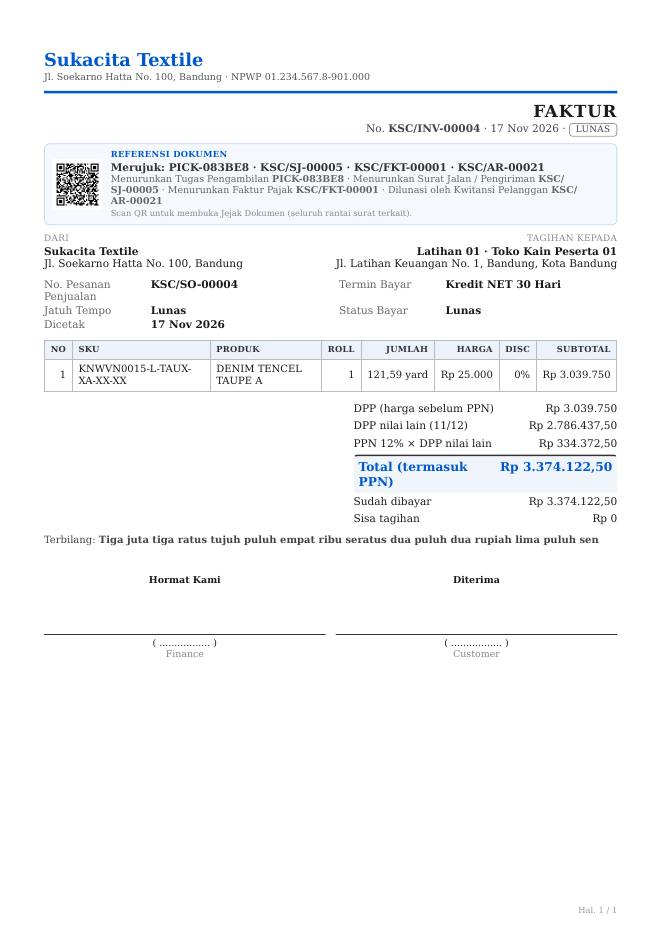 Sukacita Textile
Jl. Soekarno Hatta No. 100, Bandung · NPWP 01.234.567.8-901.000
FAKTUR
No. KSC/INV-00004 · 17 Nov 2026 · LUNAS
REFERENSI DOKUMEN
Merujuk: PICK-083BE8 · KSC/SJ-00005 · KSC/FKT-00001 · KSC/AR-00021
Menurunkan Tugas Pengambilan PICK-083BE8 · Menurunkan Surat Jalan / Pengiriman KSC/
SJ-00005 · Menurunkan Faktur Pajak KSC/FKT-00001 · Dilunasi oleh Kwitansi Pelanggan KSC/
AR-00021
Scan QR untuk membuka Jejak Dokumen (seluruh rantai surat terkait).
DARI
Sukacita Textile
Jl. Soekarno Hatta No. 100, Bandung
TAGIHAN KEPADA
Latihan 01 · Toko Kain Peserta 01
Jl. Latihan Keuangan No. 1, Bandung, Kota Bandung
No. Pesanan Penjualan KSC/SO-00004 Termin Bayar Kredit NET 30 Hari
Jatuh Tempo Lunas Status Bayar Lunas
Dicetak 17 Nov 2026
NO SKU PRODUK ROLL JUMLAH HARGA DISC SUBTOTAL
1 KNWVN0015-L-TAUX-XA-XX-XX DENIM TENCEL TAUPE A 1 121,59 yard Rp 25.000 0% Rp 3.039.750
DPP (harga sebelum PPN) Rp 3.039.750
DPP nilai lain (11/12) Rp 2.786.437,50
PPN 12% × DPP nilai lain Rp 334.372,50
Total (termasuk PPN) Rp 3.374.122,50
Sudah dibayar Rp 3.374.122,50
Sisa tagihan Rp 0
Terbilang: Tiga juta tiga ratus tujuh puluh empat ribu seratus dua puluh dua rupiah lima puluh sen
Hormat Kami Diterima
( ................ ) ( ................ )
Finance Customer
Hal. 1 / 1